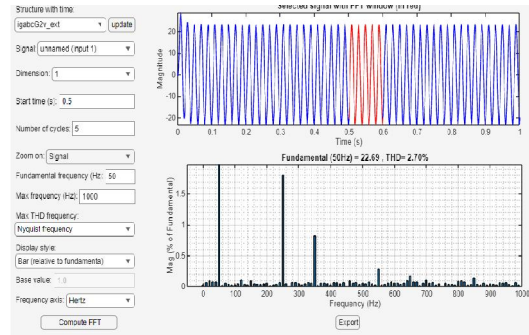 Structure with time:
igabcG2v_ext
update
Signal: unnamed (input 1)
Dimension: 1
Start time (s): 0.5
Number of cycles: 5
Zoom on: Signal
Fundamental frequency (Hz: 50
Max frequency (Hz): 1000
Max THD frequency:
Nyquist frequency
Display style:
Bar (relative to fundamenta)
Base value: 1.0
Frequency axis: Hertz
Compute FFT
Selected signal with FFT window (in red)
Magnitude
20
10
0
-10
-20
0 0.1 0.2 0.3 0.4 0.5 0.6 0.7 0.8 0.9 1
Time (s)
Fundamental (50Hz) = 22.69 , THD= 2.70%
Mag (% of Fundamental)
1.5
1
0.5
0
0 100 200 300 400 500 600 700 800 900 1000
Frequency (Hz)
Export